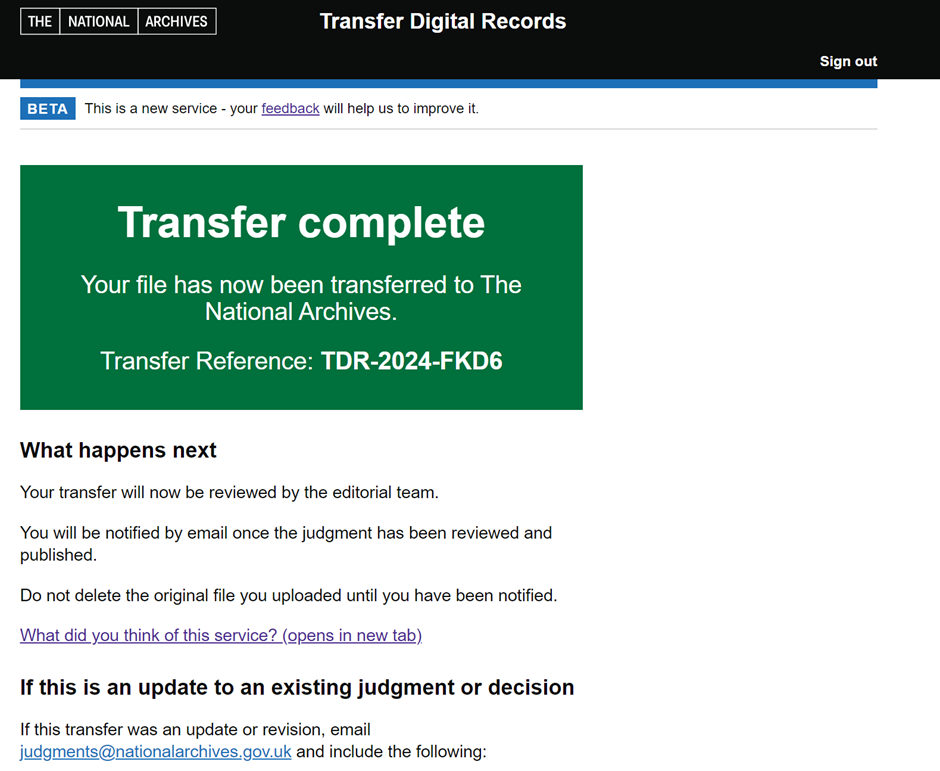 THE NATIONAL ARCHIVES
Transfer Digital Records
Sign out
BETA This is a new service - your feedback will help us to improve it.
Transfer complete
Your file has now been transferred to The
National Archives.
Transfer Reference: TDR-2024-FKD6
What happens next
Your transfer will now be reviewed by the editorial team.
You will be notified by email once the judgment has been reviewed and
published.
Do not delete the original file you uploaded until you have been notified.
What did you think of this service? (opens in new tab)
If this is an update to an existing judgment or decision
If this transfer was an update or revision, email
judgments@nationalarchives.gov.uk and include the following: